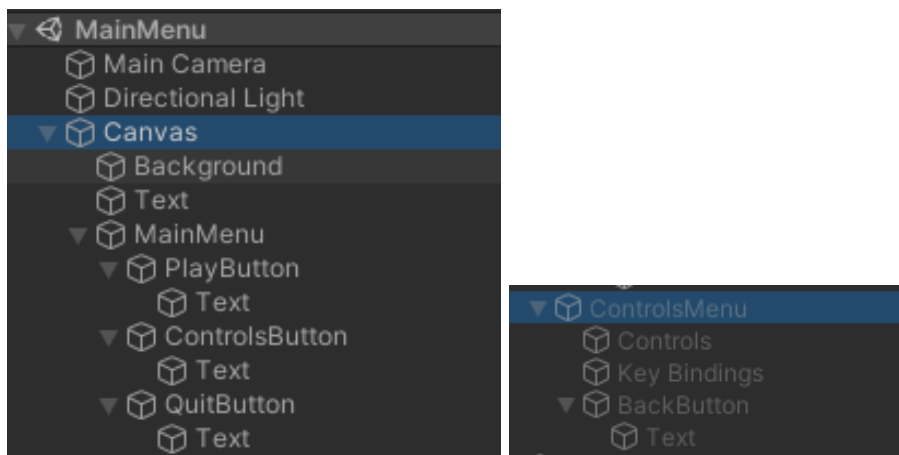 MainMenu
Main Camera
Directional Light
Canvas
Background
Text
MainMenu
PlayButton
Text
ControlsButton
Text
QuitButton
Text
ControlsMenu
Controls
Key Bindings
BackButton
Text